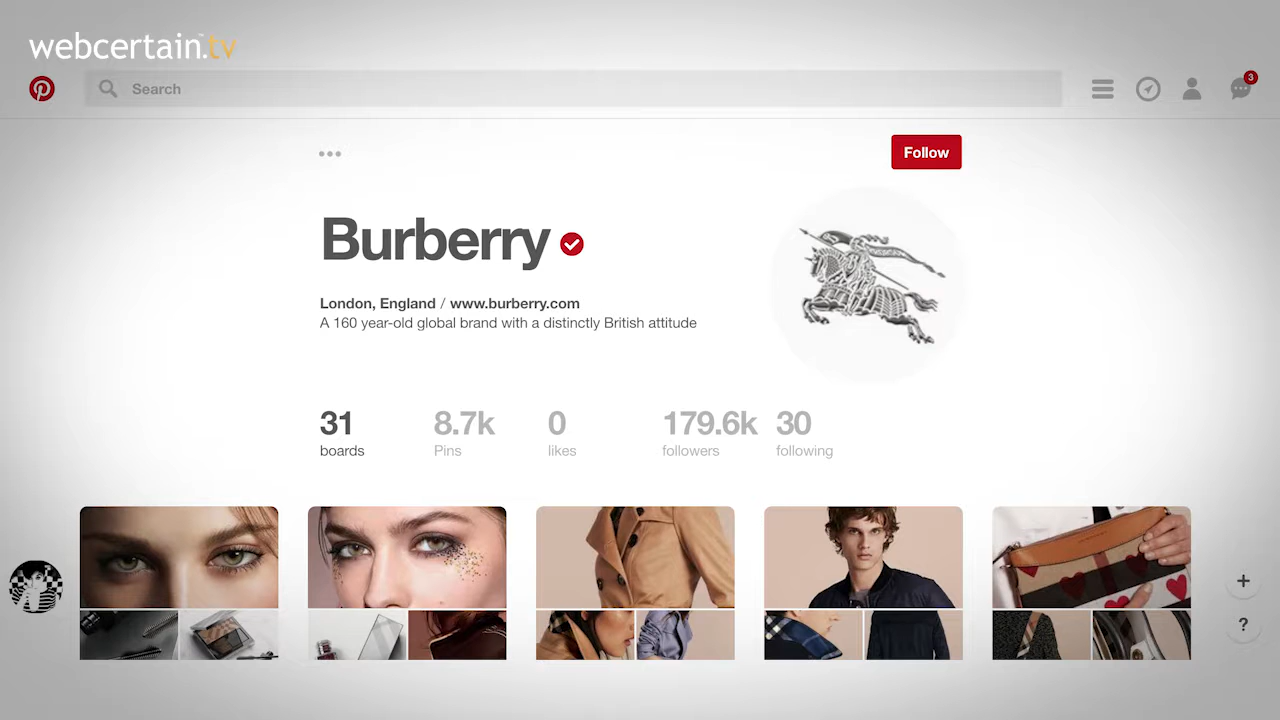 webcertain.tv
Search
3
Follow
Burberry
London, England / www.burberry.com
A 160 year-old global brand with a distinctly British attitude
31 8.7k 0 179.6k 30
boards Pins likes followers following
+
?